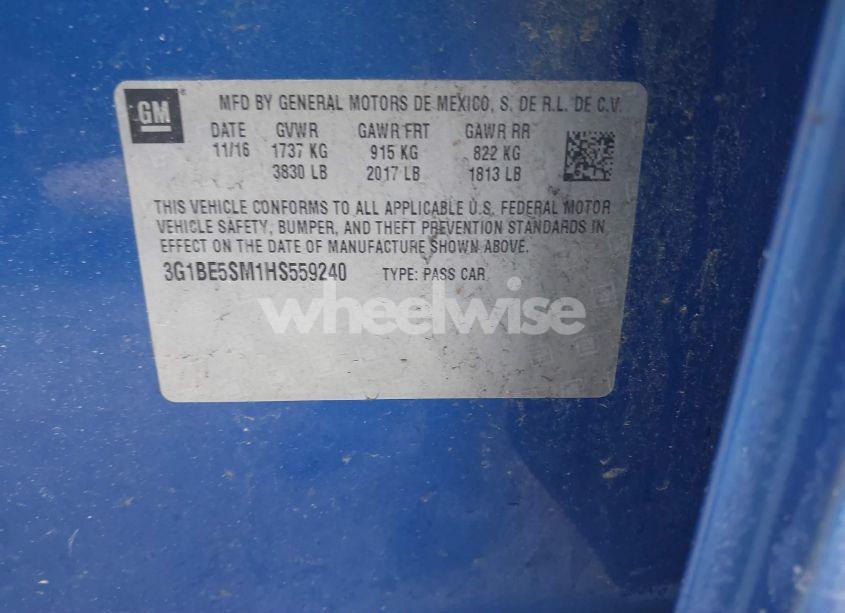 GM ® MFD BY GENERAL MOTORS DE MEXICO, S. DE R.L. DE C.V.
DATE GVWR GAWR FRT GAWR RR
11/16 1737 KG 915 KG 822 KG
3830 LB 2017 LB 1813 LB
THIS VEHICLE CONFORMS TO ALL APPLICABLE U.S. FEDERAL MOTOR
VEHICLE SAFETY, BUMPER, AND THEFT PREVENTION STANDARDS IN
EFFECT ON THE DATE OF MANUFACTURE SHOWN ABOVE.
3G1BE5SM1HS559240 TYPE: PASS CAR
wheelwise